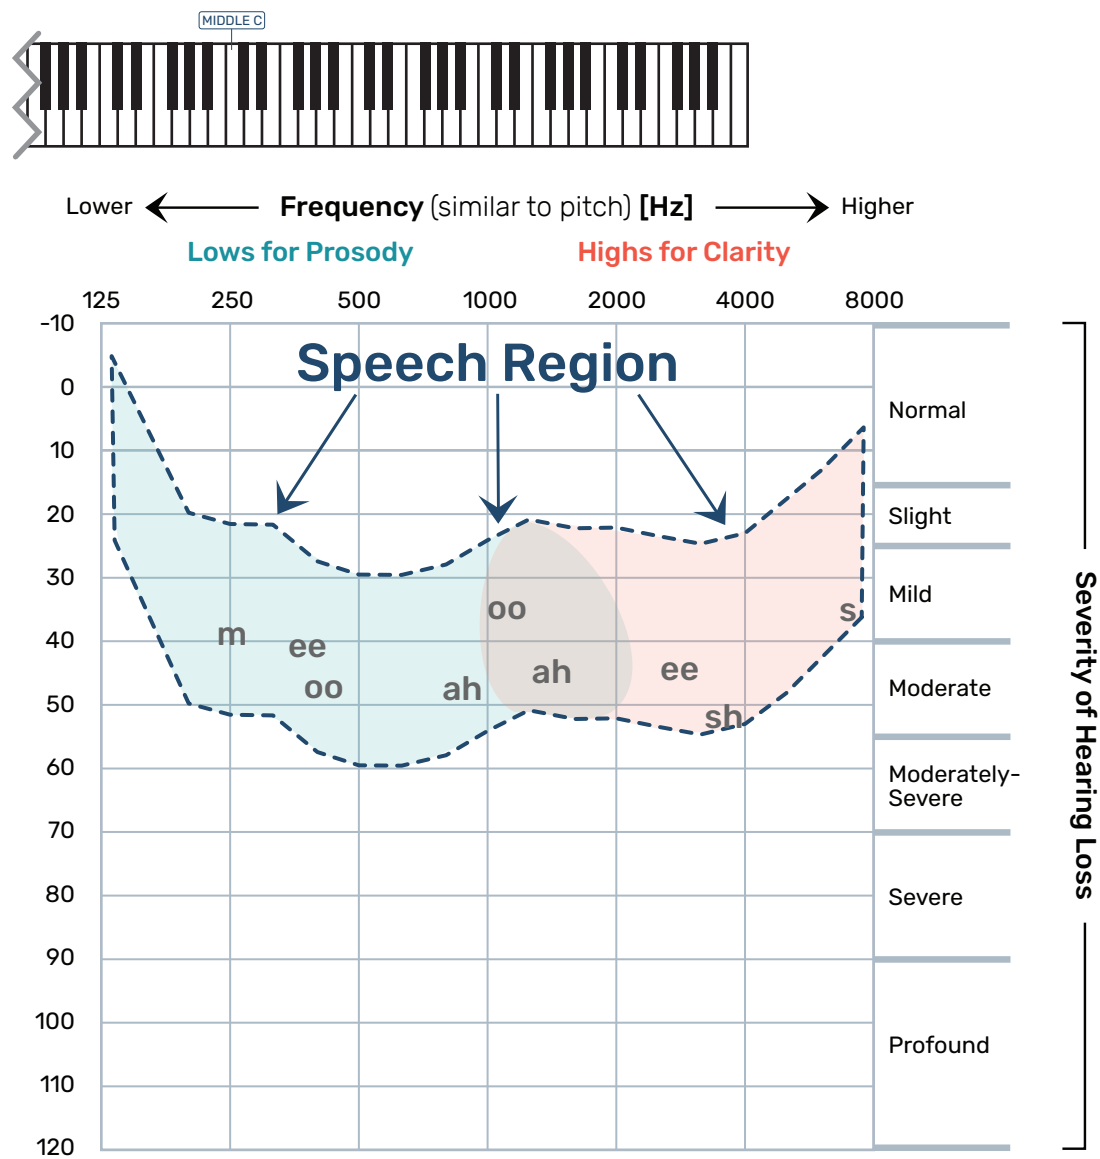 MIDDLE C
Lower
Frequency (similar to pitch) [Hz]
Higher
Lows for Prosody
Highs for Clarity
125 250 500 1000 2000 4000 8000
-10
Speech Region
0
Normal
10
20
Slight
30
Mild
oo
s
m
40
ee
ah
ee
oo
ah
Moderate
50
sh
60
Moderately-
Severe
70
80
Severe
90
100
Profound
110
120
Severity of Hearing Loss